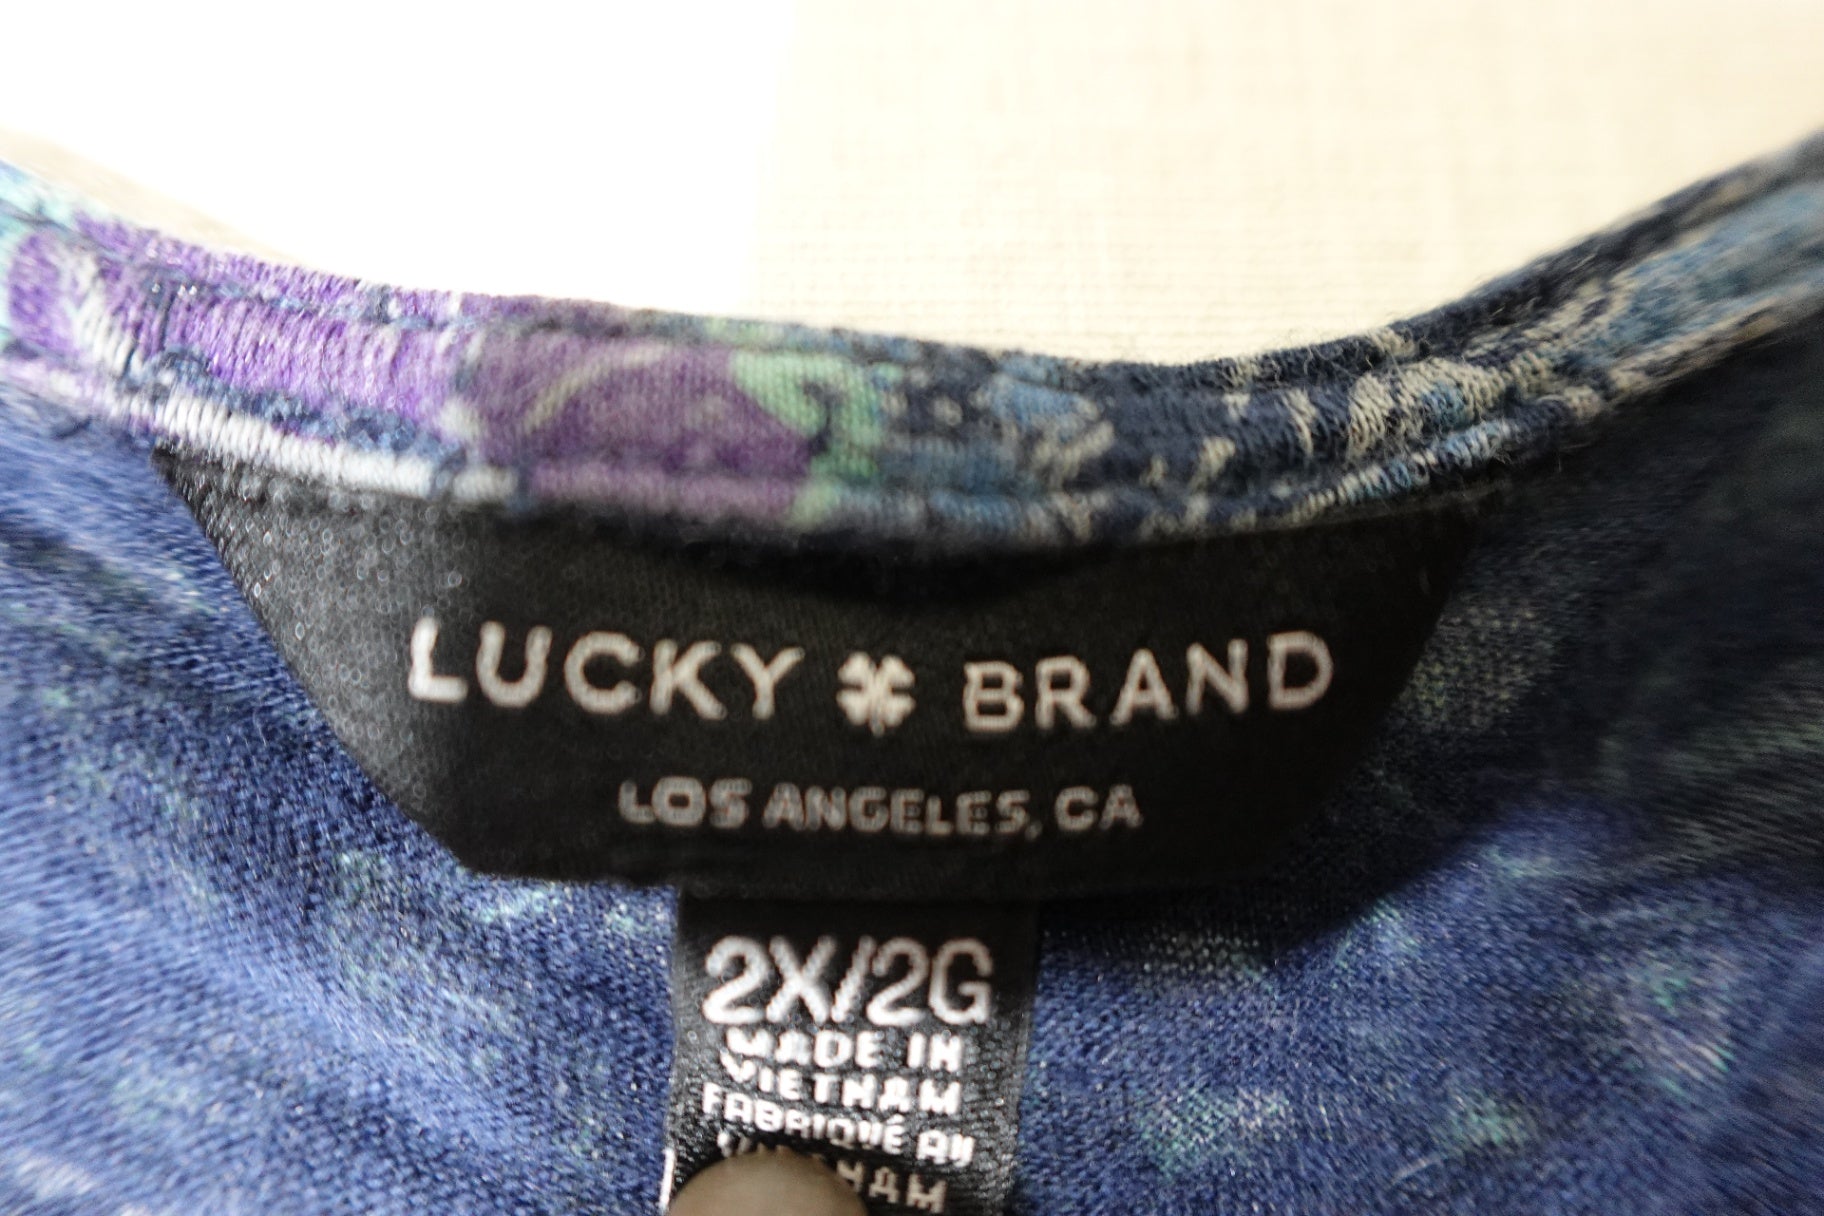 LUCKY BRAND
LOS ANGELES, CA
2X/2G
MADE IN
VIETNAM
FABRIQUÉ AU